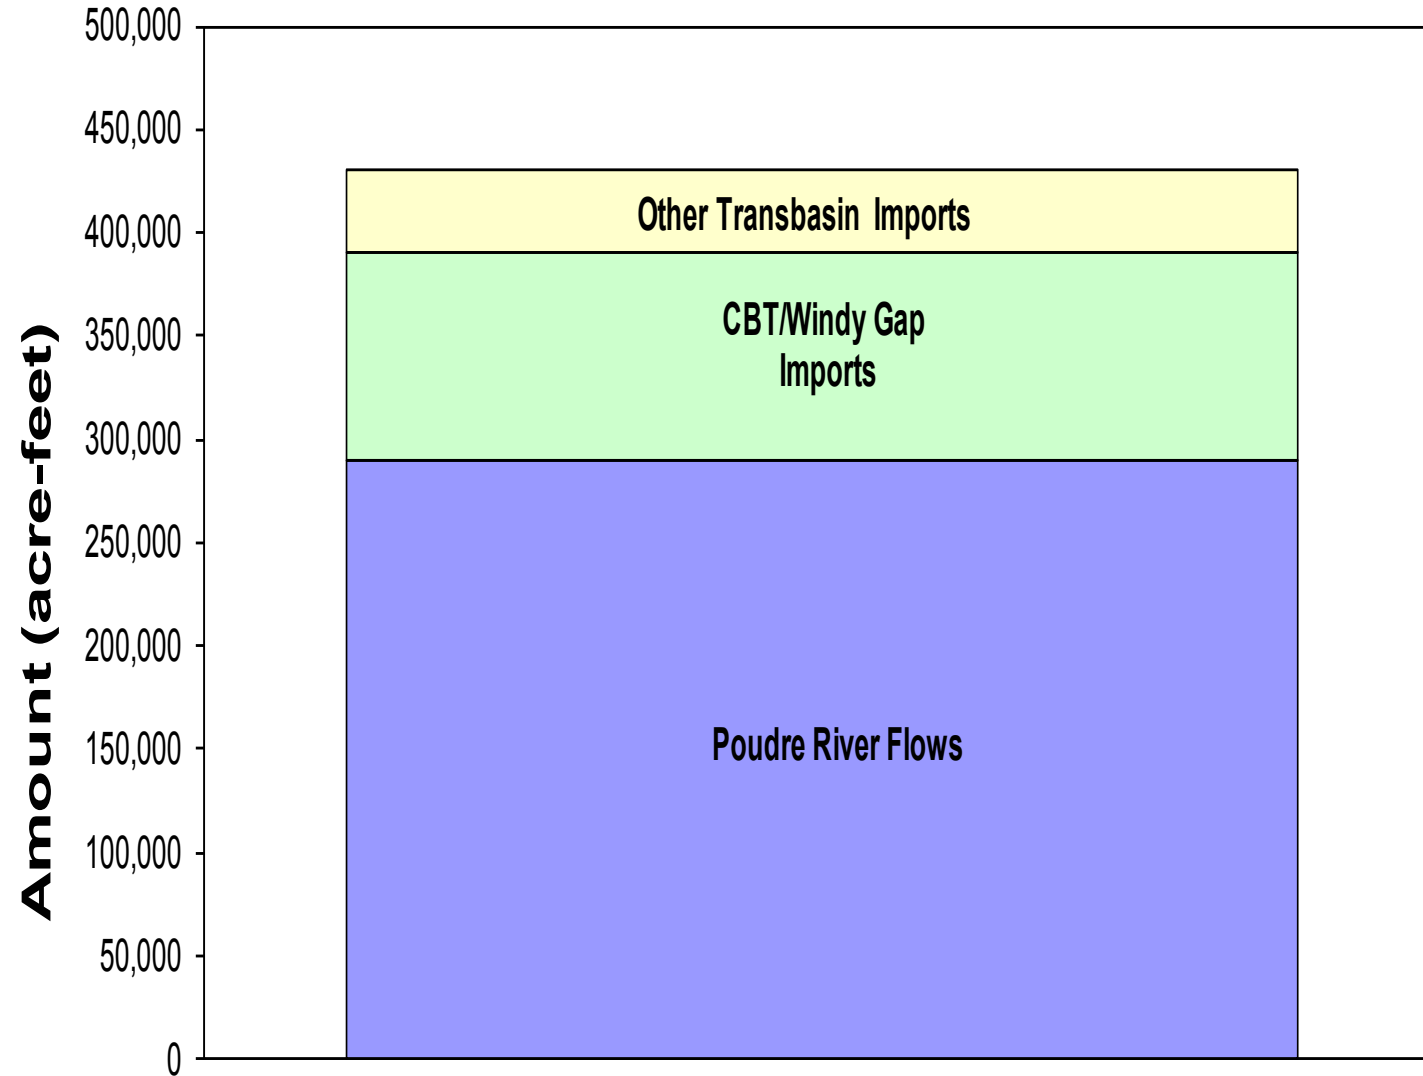 500,000
450,000
400,000
350,000
300,000
250,000
200,000
150,000
100,000
50,000
0
Amount (acre-feet)
Other Transbasin Imports
CBT/Windy Gap
Imports
Poudre River Flows